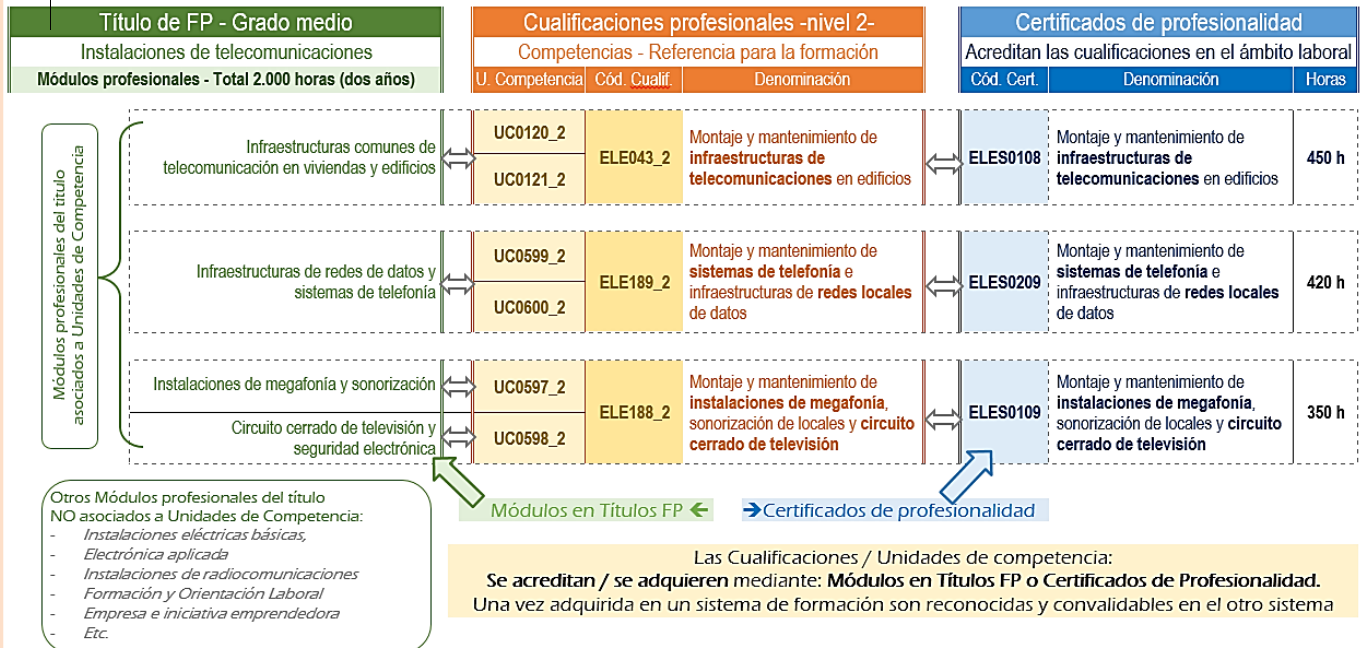 Título de FP - Grado medio
Instalaciones de telecomunicaciones
Módulos profesionales - Total 2.000 horas (dos años)
Cualificaciones profesionales -nivel 2-
Competencias - Referencia para la formación
U. Competencia Cód. Cualif. Denominación
Certificados de profesionalidad
Acreditan las cualificaciones en el ámbito laboral
Cód. Cert. Denominación Horas
Módulos profesionales del título
asociados a Unidades de Competencia
Infraestructuras comunes de
telecomunicación en viviendas y edificios
UC0120_2
UC0121_2
ELE043_2
Montaje y mantenimiento de
infraestructuras de
telecomunicaciones en edificios
ELES0108
Montaje y mantenimiento de
infraestructuras de
telecomunicaciones en edificios
450 h
Infraestructuras de redes de datos y
sistemas de telefonía
UC0599_2
UC0600_2
ELE189_2
Montaje y mantenimiento de
sistemas de telefonía e
infraestructuras de redes locales
de datos
ELES0209
Montaje y mantenimiento de
sistemas de telefonía e
infraestructuras de redes locales
de datos
420 h
Instalaciones de megafonía y sonorización
Circuito cerrado de televisión y
seguridad electrónica
UC0597_2
UC0598_2
ELE188_2
Montaje y mantenimiento de
instalaciones de megafonía,
sonorización de locales y circuito
cerrado de televisión
ELES0109
Montaje y mantenimiento de
instalaciones de megafonía,
sonorización de locales y circuito
cerrado de televisión
350 h
Otros Módulos profesionales del título
NO asociados a Unidades de Competencia:
- Instalaciones eléctricas básicas,
- Electrónica aplicada
- Instalaciones de radiocomunicaciones
- Formación y Orientación Laboral
- Empresa e iniciativa emprendedora
- Etc.
Módulos en Títulos FP ←
→Certificados de profesionalidad
Las Cualificaciones / Unidades de competencia:
Se acreditan / se adquieren mediante: Módulos en Títulos FP o Certificados de Profesionalidad.
Una vez adquirida en un sistema de formación son reconocidas y convalidables en el otro sistema